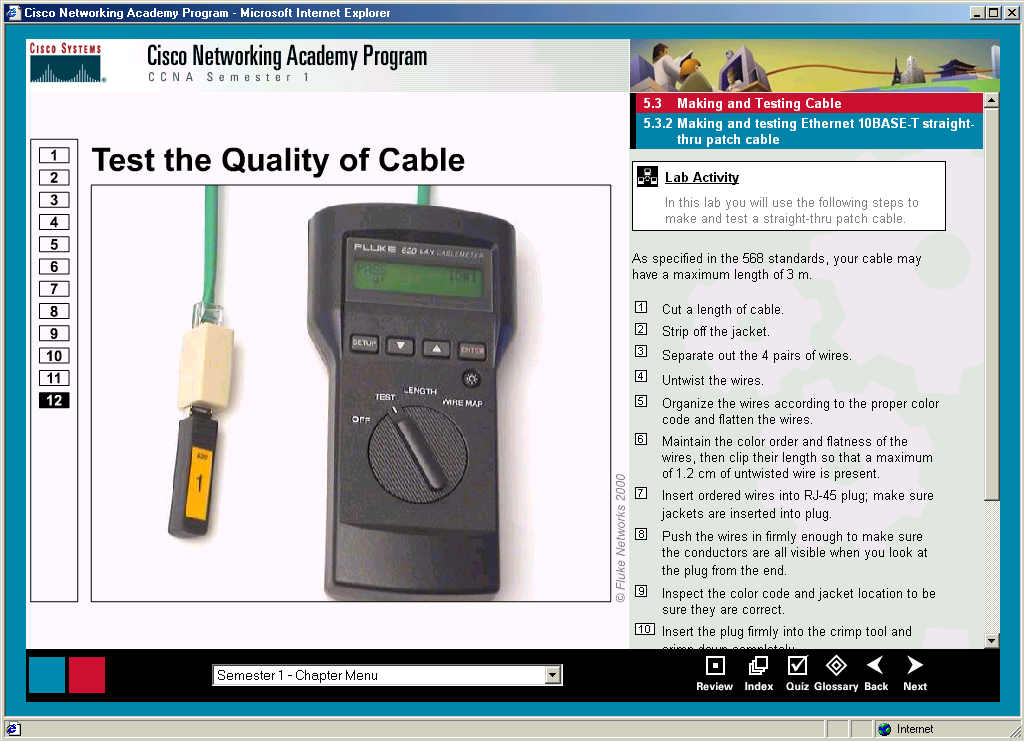 Cisco Networking Academy Program - Microsoft Internet Explorer
CISCO SYSTEMS
Cisco Networking Academy Program
CCNA Semester 1
5.3 Making and Testing Cable
5.3.2 Making and testing Ethernet 10BASE-T straight-
thru patch cable
1
2
3
4
5
6
7
8
9
10
11
12
Test the Quality of Cable
FLUKE 620 LAN CABLEMETER
PASS
SETUP
ENTER
OFF
TEST
LENGTH
WIRE MAP
620
1
© Fluke Networks 2000
Lab Activity
In this lab you will use the following steps to
make and test a straight-thru patch cable.
As specified in the 568 standards, your cable may
have a maximum length of 3 m.
1 Cut a length of cable.
2 Strip off the jacket.
3 Separate out the 4 pairs of wires.
4 Untwist the wires.
5 Organize the wires according to the proper color
code and flatten the wires.
6 Maintain the color order and flatness of the
wires, then clip their length so that a maximum
of 1.2 cm of untwisted wire is present.
7 Insert ordered wires into RJ-45 plug; make sure
jackets are inserted into plug.
8 Push the wires in firmly enough to make sure
the conductors are all visible when you look at
the plug from the end.
9 Inspect the color code and jacket location to be
sure they are correct.
10 Insert the plug firmly into the crimp tool and
crimp down completely.
Semester 1 - Chapter Menu
Review Index Quiz Glossary Back Next
Internet